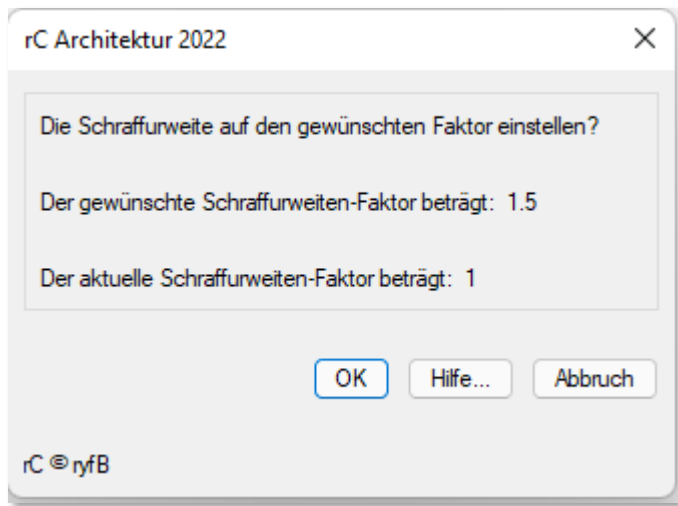 rC Architektur 2022
Die Schraffurweite auf den gewünschten Faktor einstellen?
Der gewünschte Schraffurweiten-Faktor beträgt: 1.5
Der aktuelle Schraffurweiten-Faktor beträgt: 1
OK Hilfe... Abbruch
rC © ryfB